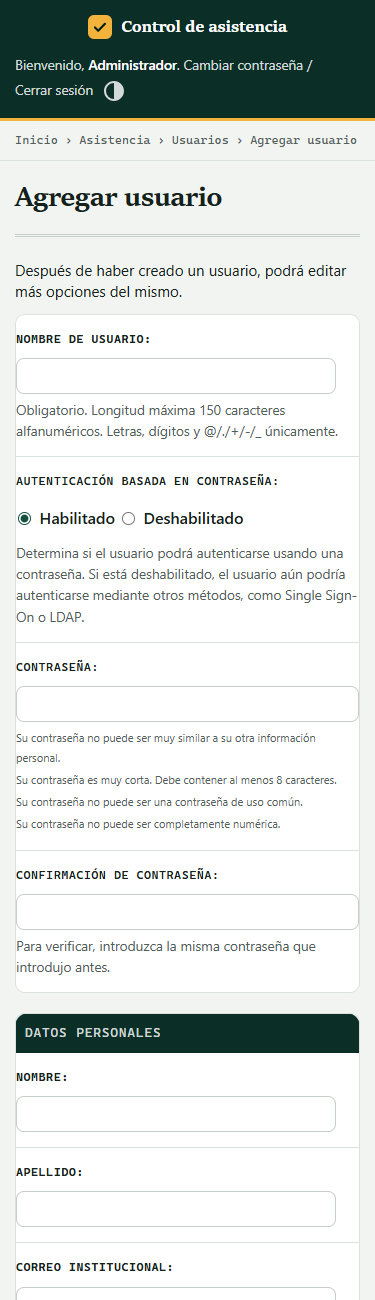 Control de asistencia
Bienvenido, Administrador. Cambiar contraseña /
Cerrar sesión
Inicio › Asistencia › Usuarios › Agregar usuario
Agregar usuario
Después de haber creado un usuario, podrá editar
más opciones del mismo.
NOMBRE DE USUARIO:
Obligatorio. Longitud máxima 150 caracteres
alfanuméricos. Letras, dígitos y @/./+/-/_ únicamente.
AUTENTICACIÓN BASADA EN CONTRASEÑA:
Habilitado Deshabilitado
Determina si el usuario podrá autenticarse usando una
contraseña. Si está deshabilitado, el usuario aún podría
autenticarse mediante otros métodos, como Single Sign-
On o LDAP.
CONTRASEÑA:
Su contraseña no puede ser muy similar a su otra información
personal.
Su contraseña es muy corta. Debe contener al menos 8 caracteres.
Su contraseña no puede ser una contraseña de uso común.
Su contraseña no puede ser completamente numérica.
CONFIRMACIÓN DE CONTRASEÑA:
Para verificar, introduzca la misma contraseña que
introdujo antes.
DATOS PERSONALES
NOMBRE:
APELLIDO:
CORREO INSTITUCIONAL: